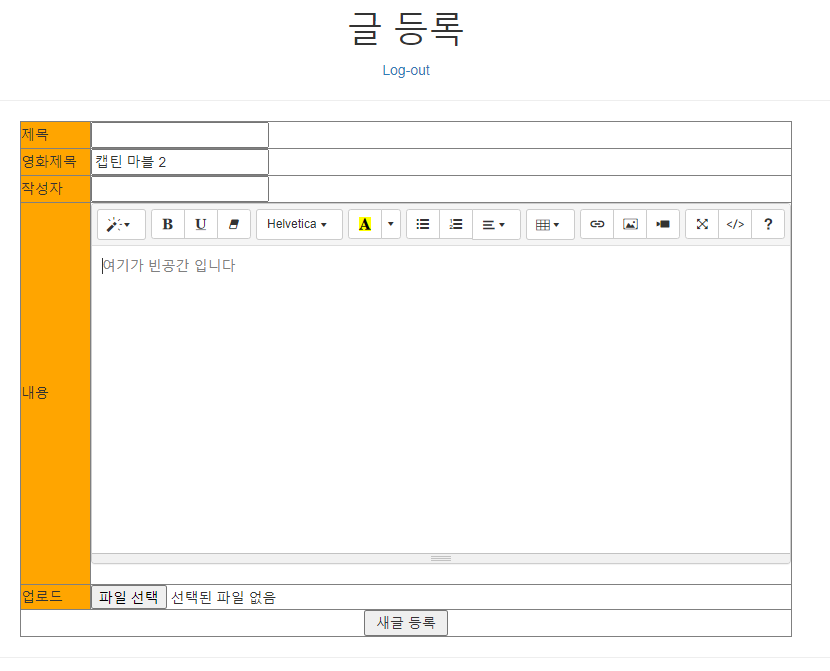 글 등록
Log-out
제목
영화제목 캡틴 마블 2
작성자
B U Helvetica A </> ?
여기가 빈공간 입니다
내용
업로드 파일 선택 선택된 파일 없음
새글 등록